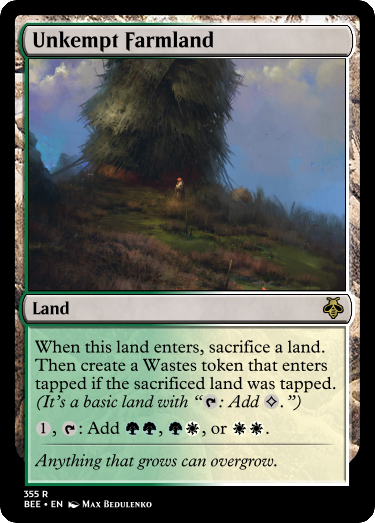 Unkempt Farmland
Land
When this land enters, sacrifice a land.
Then create a Wastes token that enters
tapped if the sacrificed land was tapped.
(It's a basic land with “: Add .”)
1, : Add , , or .
Anything that grows can overgrow.
355 R
BEE • EN Max Bedulenko